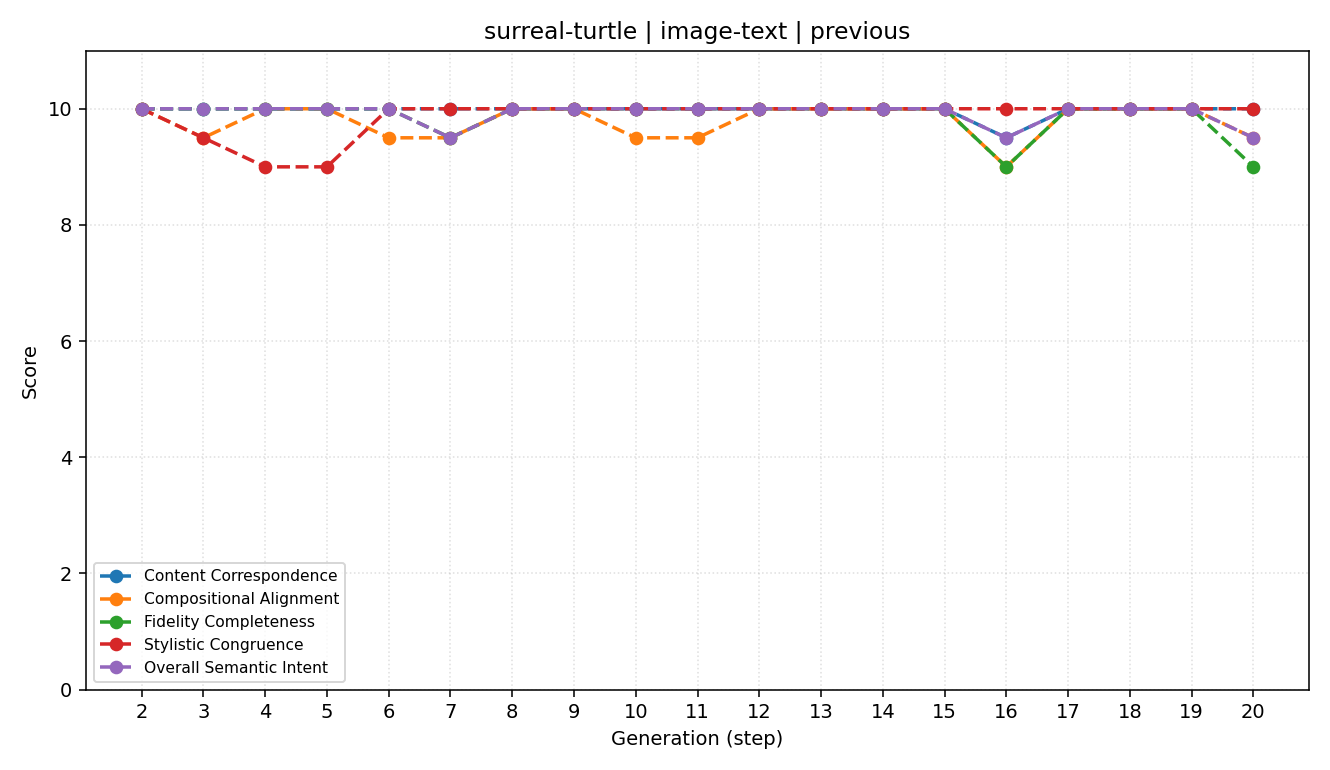 surreal-turtle | image-text | previous
Score
10
8
6
4
2
0
Content Correspondence
Compositional Alignment
Fidelity Completeness
Stylistic Congruence
Overall Semantic Intent
2 3 4 5 6 7 8 9 10 11 12 13 14 15 16 17 18 19 20
Generation (step)